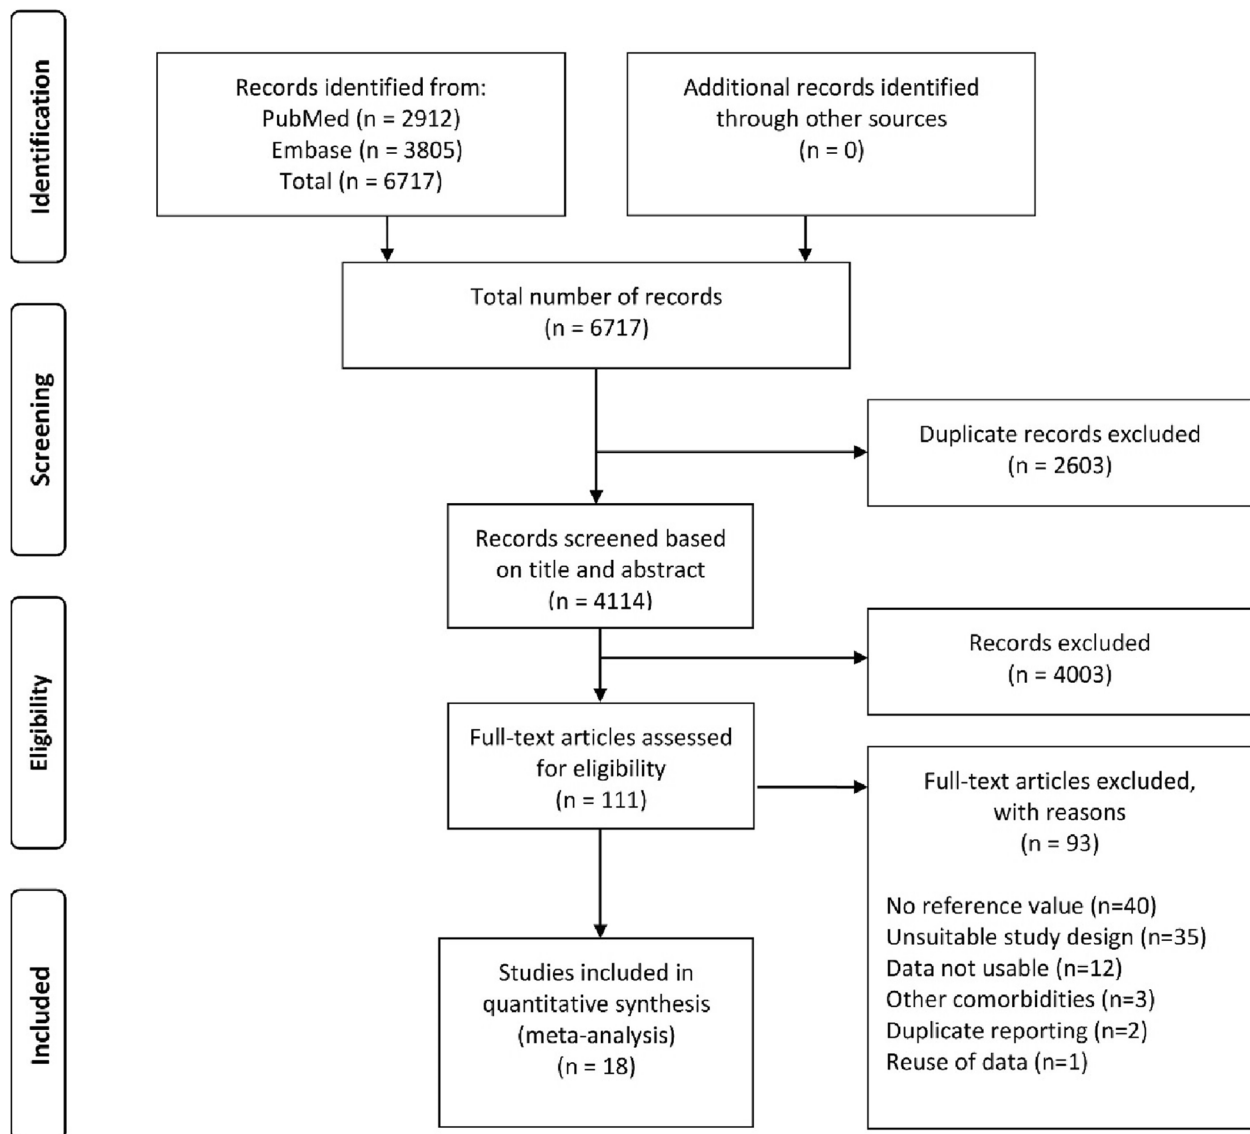 Identification
Records identified from:
PubMed (n = 2912)
Embase (n = 3805)
Total (n = 6717)
Additional records identified
through other sources
(n = 0)
Total number of records
(n = 6717)
Screening
Duplicate records excluded
(n = 2603)
Records screened based
on title and abstract
(n = 4114)
Eligibility
Records excluded
(n = 4003)
Full-text articles assessed
for eligibility
(n = 111)
Full-text articles excluded,
with reasons
(n = 93)
No reference value (n=40)
Unsuitable study design (n=35)
Data not usable (n=12)
Other comorbidities (n=3)
Duplicate reporting (n=2)
Reuse of data (n=1)
Included
Studies included in
quantitative synthesis
(meta-analysis)
(n = 18)